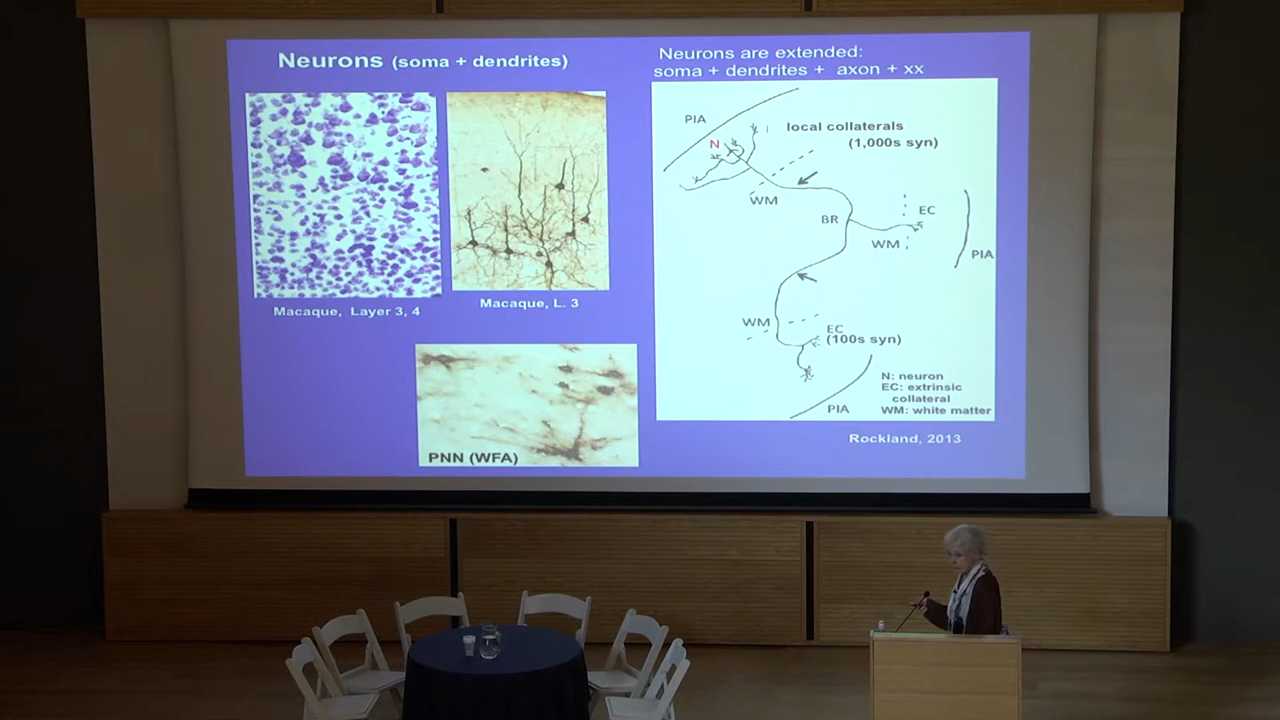 Neurons (soma + dendrites)
Macaque, Layer 3, 4
Macaque, L. 3
PNN (WFA)
Neurons are extended:
soma + dendrites + axon + xx
PIA
N
local collaterals
(1,000s syn)
WM
BR
EC
WM
PIA
WM
EC
(100s syn)
N: neuron
EC: extrinsic
collateral
WM: white matter
PIA
Rockland, 2013